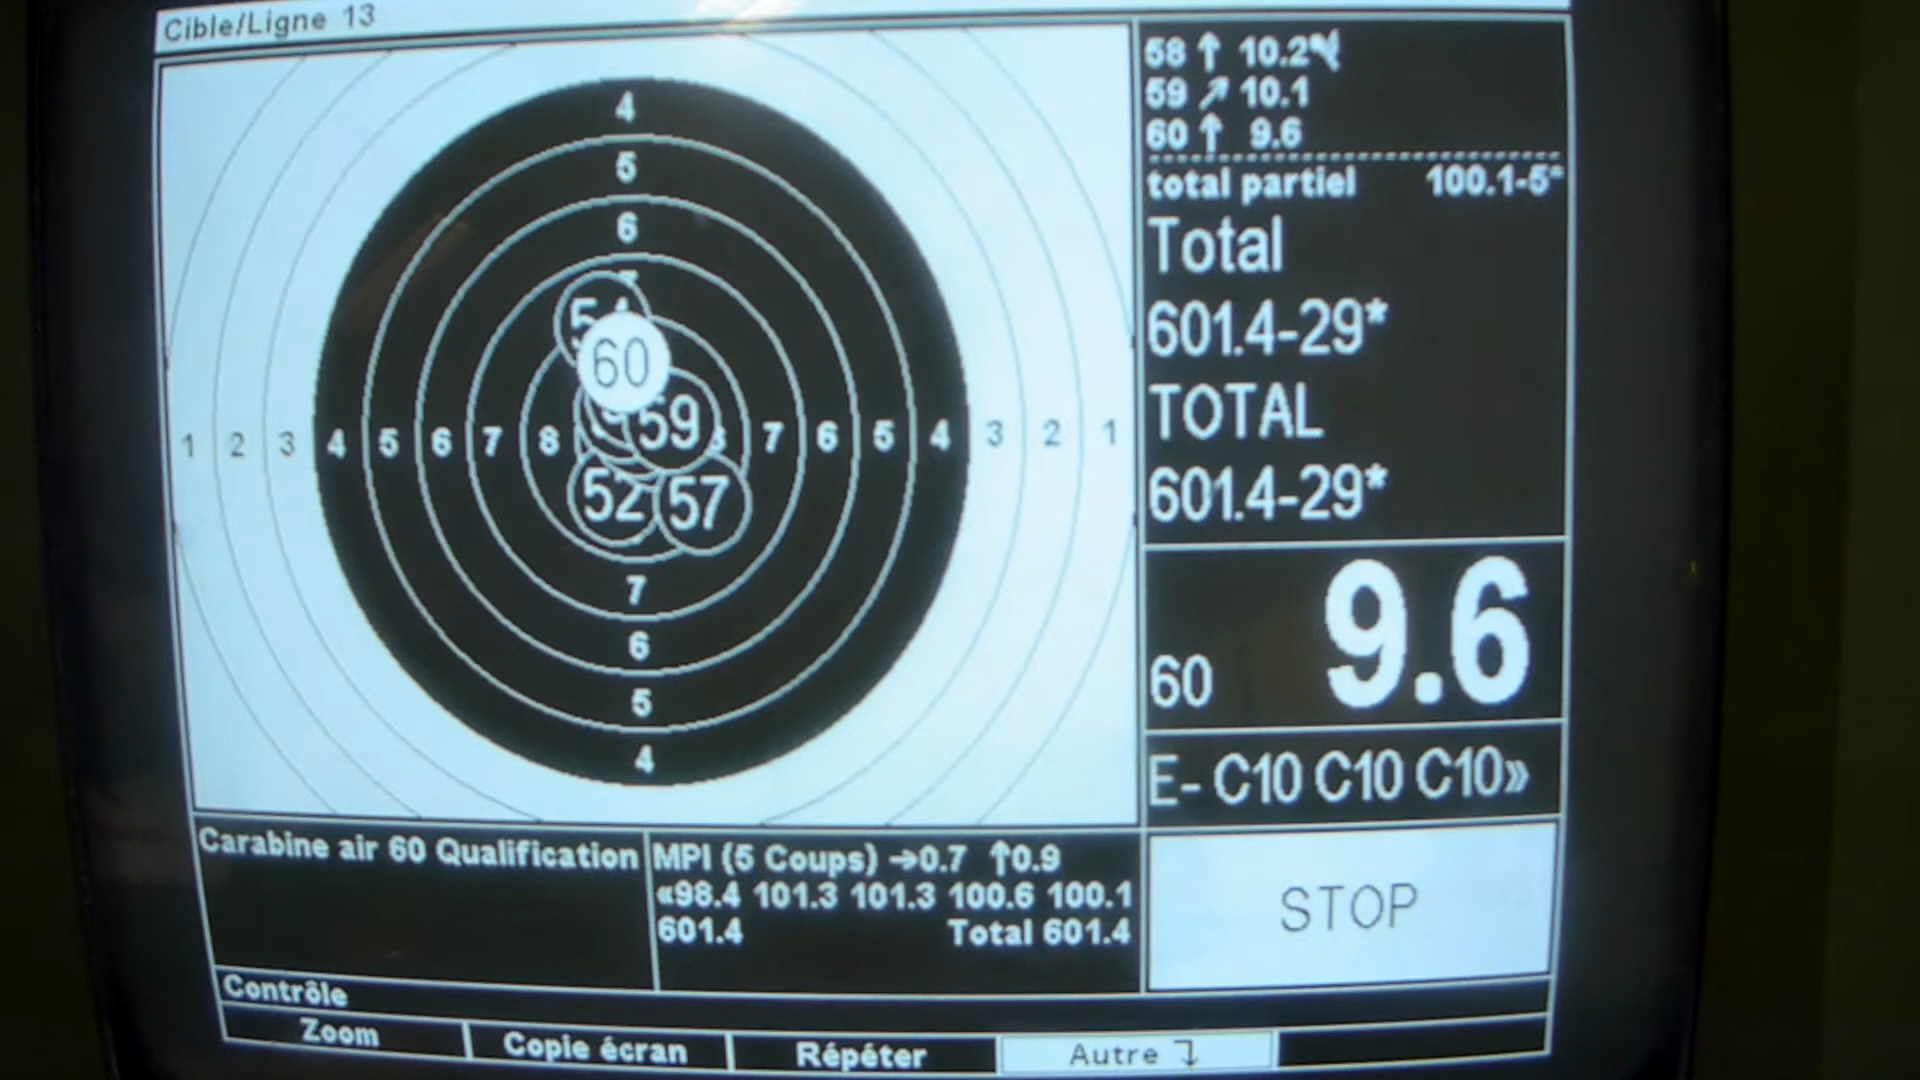 Cible/Ligne 13
4
5
6
60
59
1 2 3 4 5 6 7 8 7 6 5 4 3 2 1
52 57
7
6
5
4
58 ↑ 10.2*
59 ↗ 10.1
60 ↑ 9.6
total partiel 100.1-5*
Total
601.4-29*
TOTAL
601.4-29*
60 9.6
E- C10 C10 C10»
Carabine air 60 Qualification
MPI (5 Coups) →0.7 ↑0.9
«98.4 101.3 101.3 100.6 100.1
601.4 Total 601.4
STOP
Contrôle
Zoom Copie écran Répéter Autre ↴